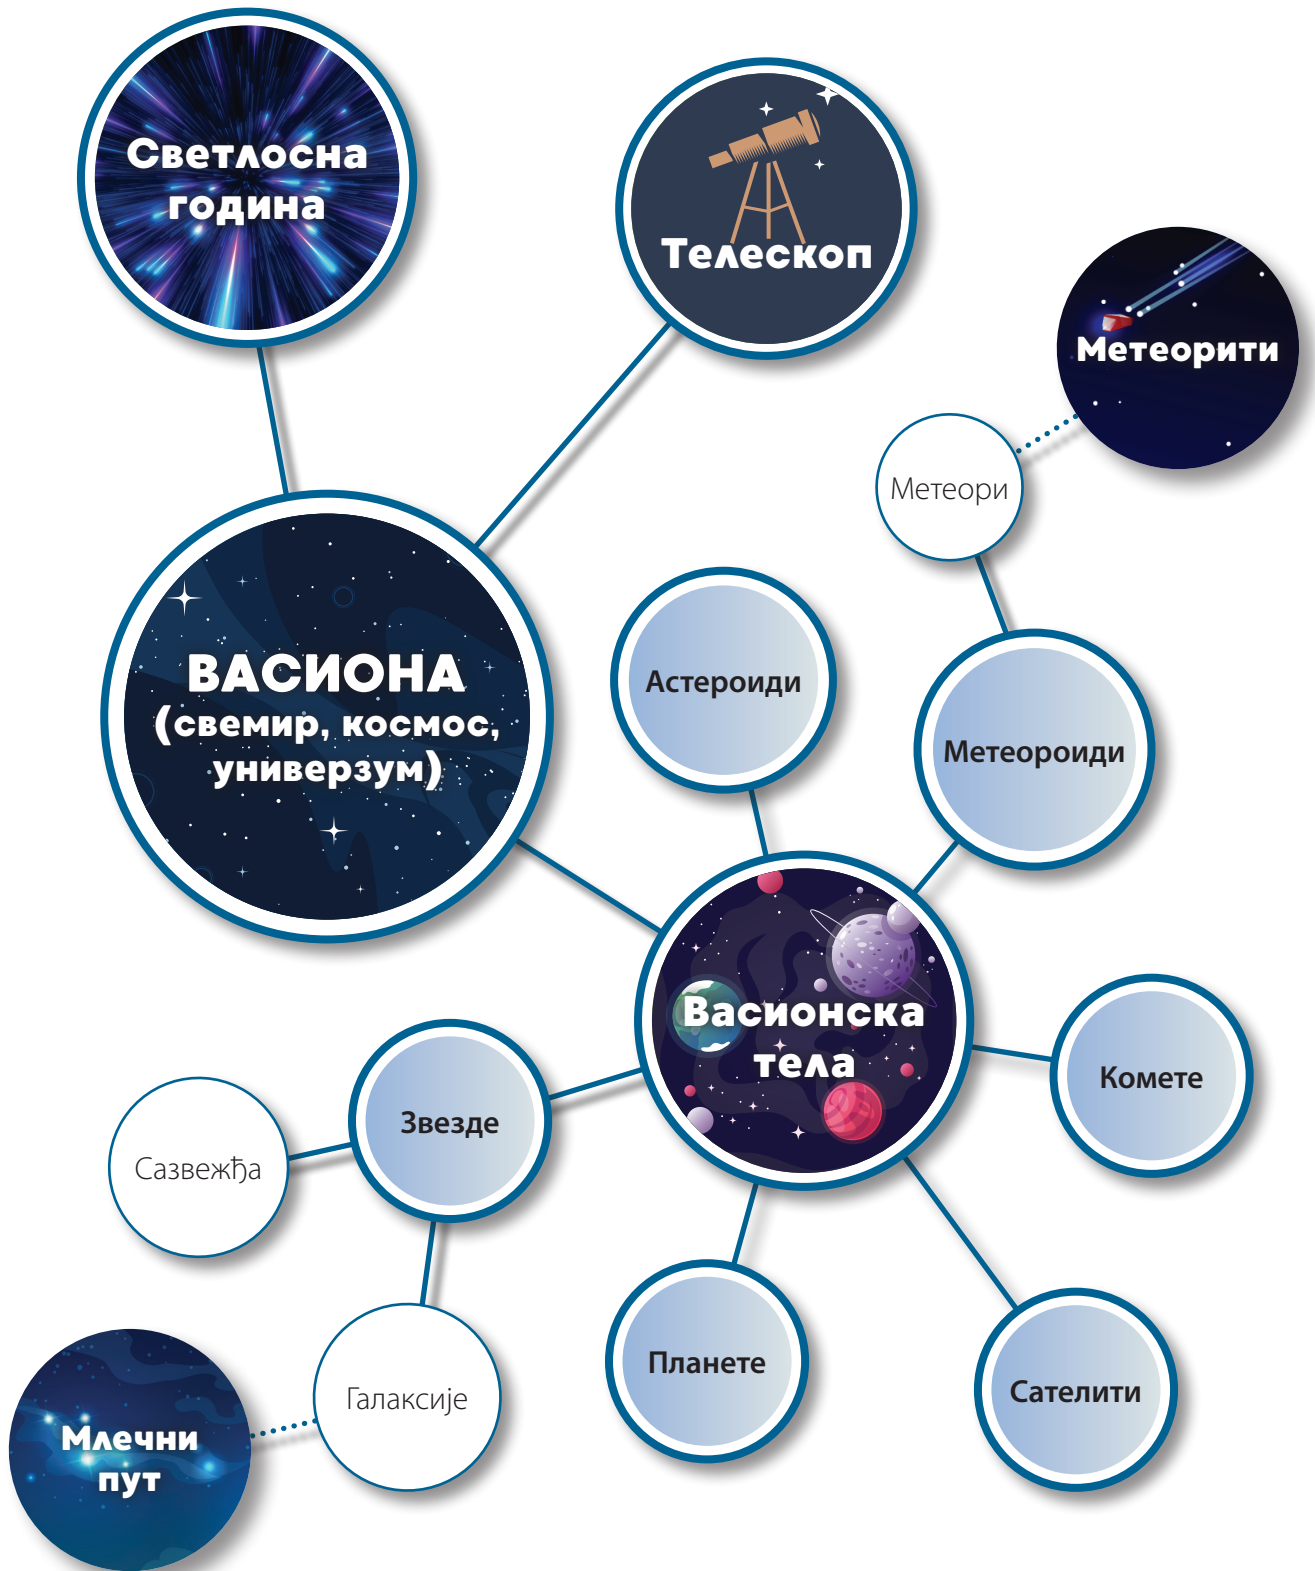 Светлосна
година
Телескоп
Метеорити
Метеори
ВАСИОНА
(свемир, космос,
универзум)
Астероиди
Метеороиди
Васионска
тела
Комете
Звезде
Сазвежђа
Планете
Сателити
Галаксије
Млечни
пут